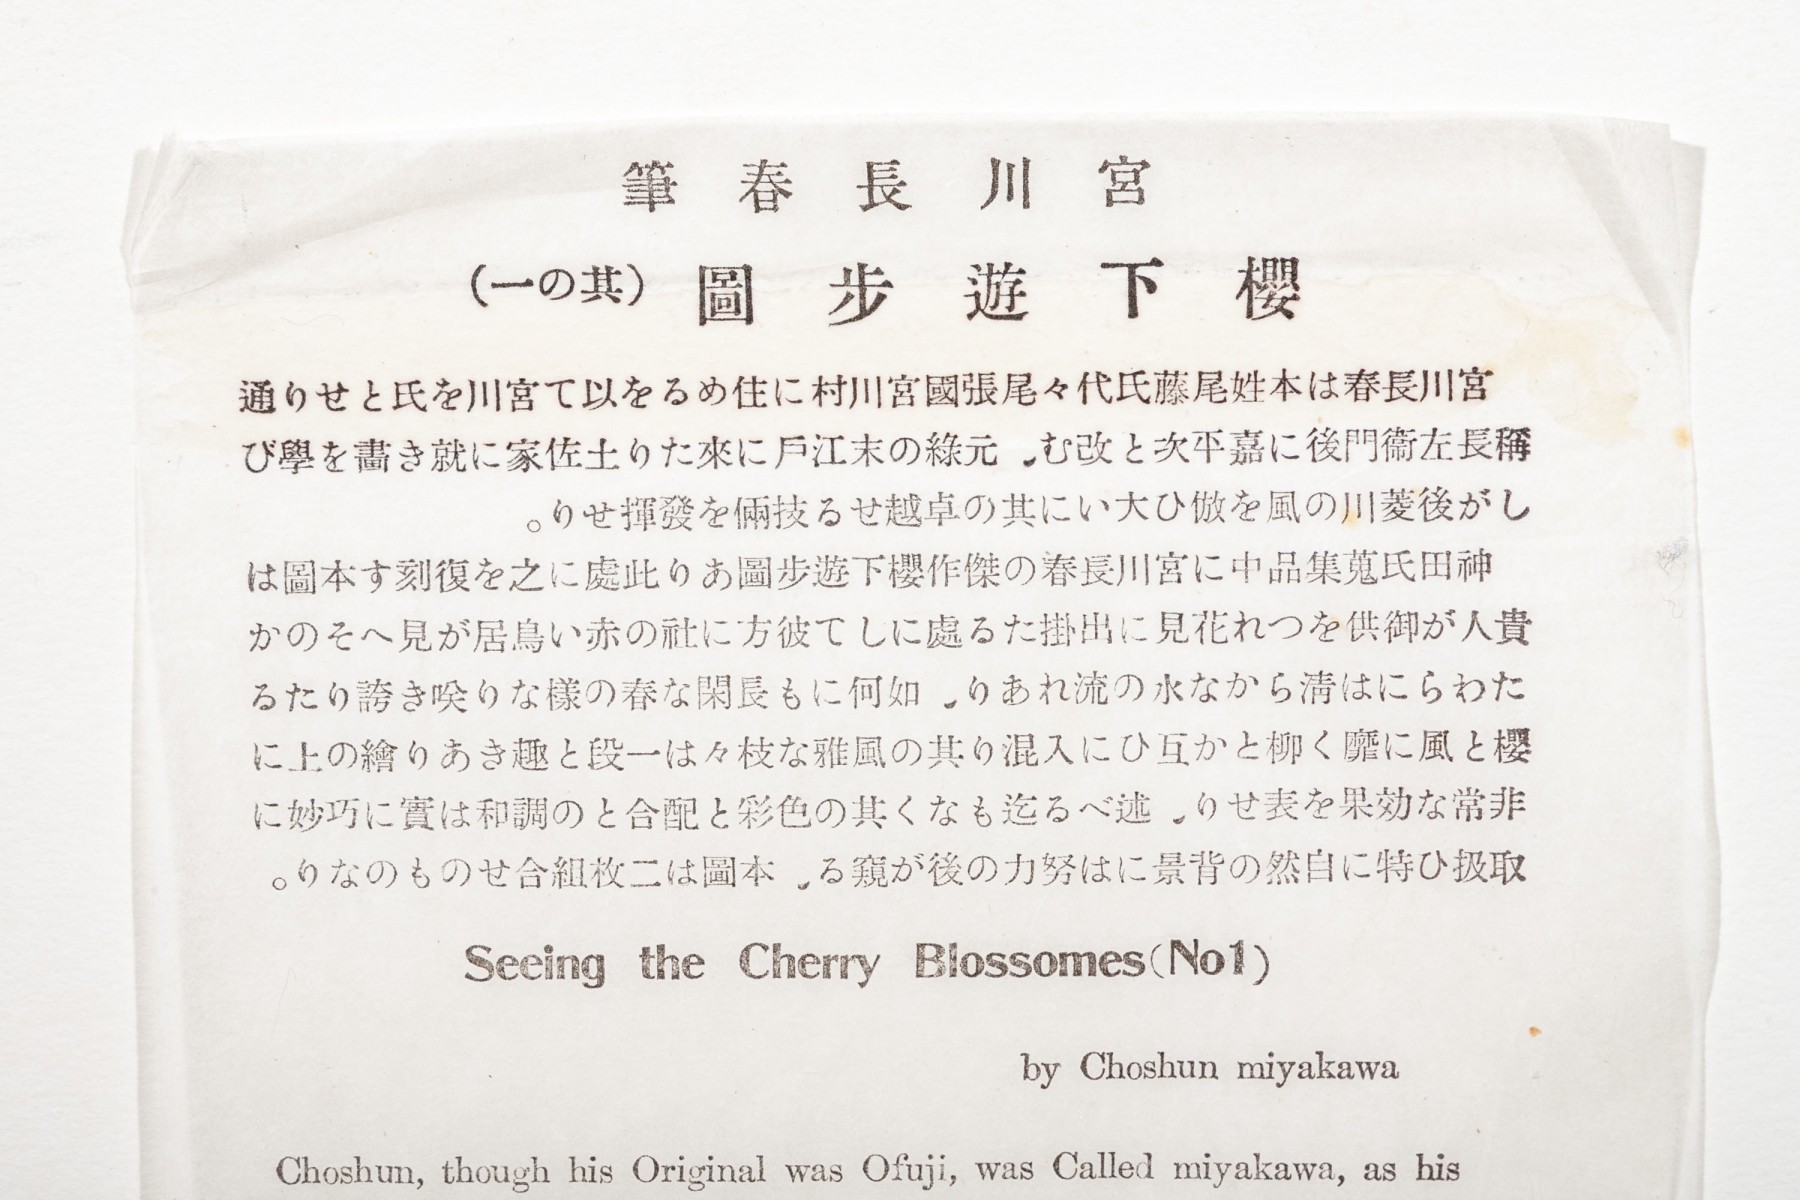 宮川長春筆
櫻下遊步圖（其の一）
宮川長春は本姓尾藤氏代々尾張國宮川村に住めるを以て宮川を氏とせり通
稱長左衞門後に嘉平次と改む、元綠の末江戶に來たり土佐家に就き畵を學び
しが後菱川の風を倣ひ大いに其の卓越せる技倆を發揮せり。
神田氏蒐集品中に宮川長春の傑作櫻下遊步圖あり此處に之を復刻す本圖は
貴人が御供をつれ花見に出掛たる處にして彼方に社の赤い鳥居が見へそのか
たわらには淸らかな水の流れあり、如何にも長閑な春の樣なり咲き誇りたる
櫻と風に靡く柳とか互ひに入混り其の風雅な枝々は一段と趣きあり繪の上に
非常な効果を表せり、述べる迄もなく其の色彩と配合との調和は實に巧妙に
取扱ひ特に自然の背景には努力の後が窺る、本圖は二枚組合せのものなり。
Seeing the Cherry Blossomes(No1)
by Choshun miyakawa
Choshun, though his Original was Ofuji, was Called miyakawa, as his